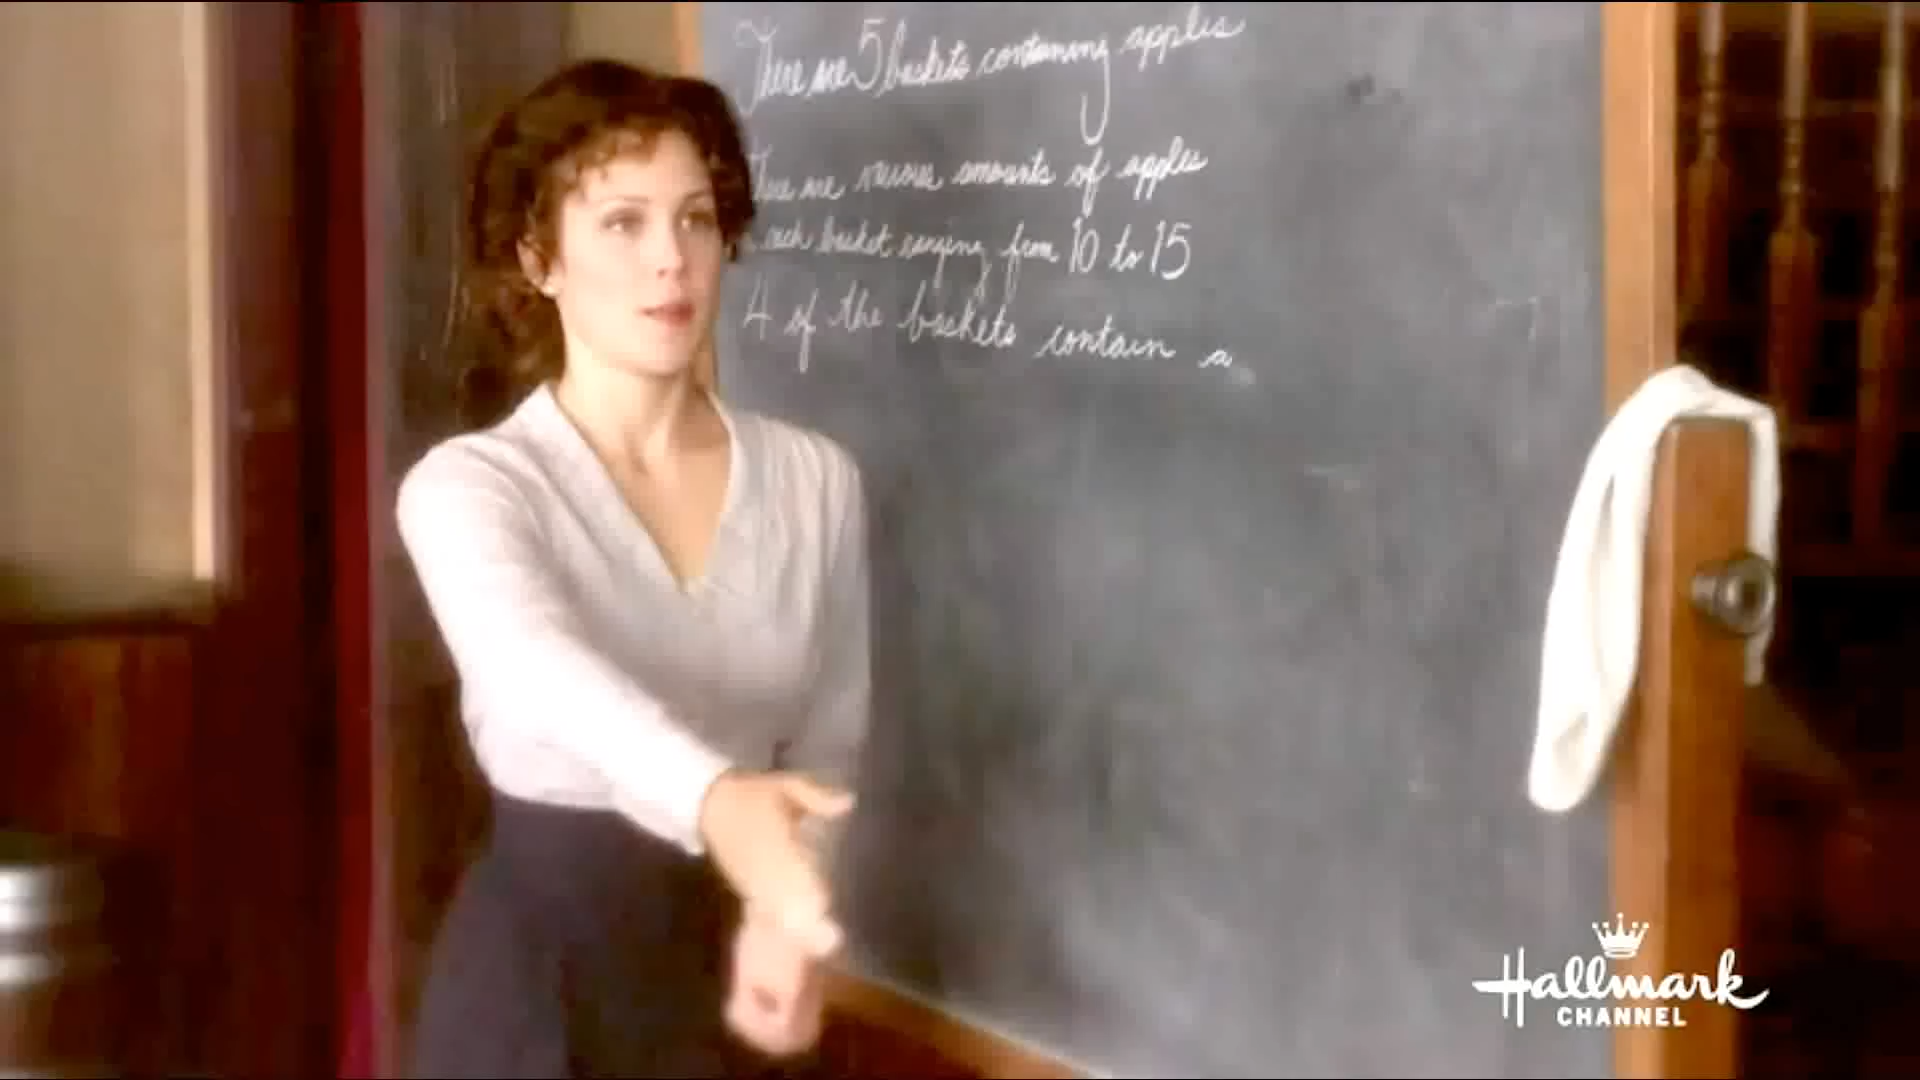 There are 5 baskets containing apples
There are various amounts of apples
each basket ranging from 10 to 15
4 of the baskets contain a
Hallmark
CHANNEL